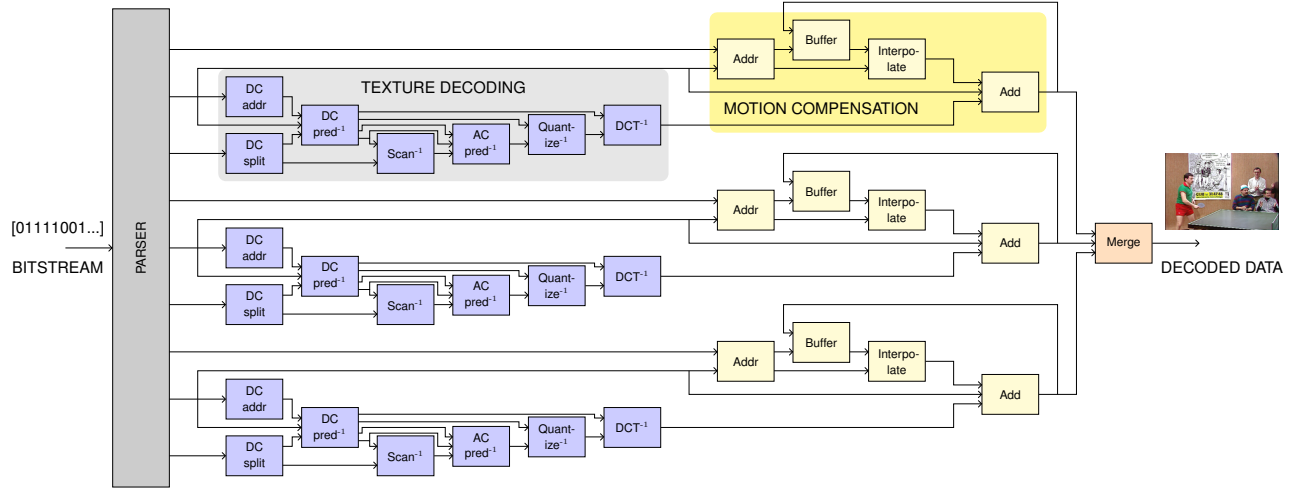 [01111001...]
BITSTREAM
PARSER
TEXTURE DECODING
DC
addr
DC
split
DC
pred⁻¹
Scan⁻¹
AC
pred⁻¹
Quant-
ize⁻¹
DCT⁻¹
Addr
Buffer
Interpo-
late
Add
MOTION COMPENSATION
DC
addr
DC
split
DC
pred⁻¹
Scan⁻¹
AC
pred⁻¹
Quant-
ize⁻¹
DCT⁻¹
Addr
Buffer
Interpo-
late
Add
DC
addr
DC
split
DC
pred⁻¹
Scan⁻¹
AC
pred⁻¹
Quant-
ize⁻¹
DCT⁻¹
Addr
Buffer
Interpo-
late
Add
Merge
DECODED DATA